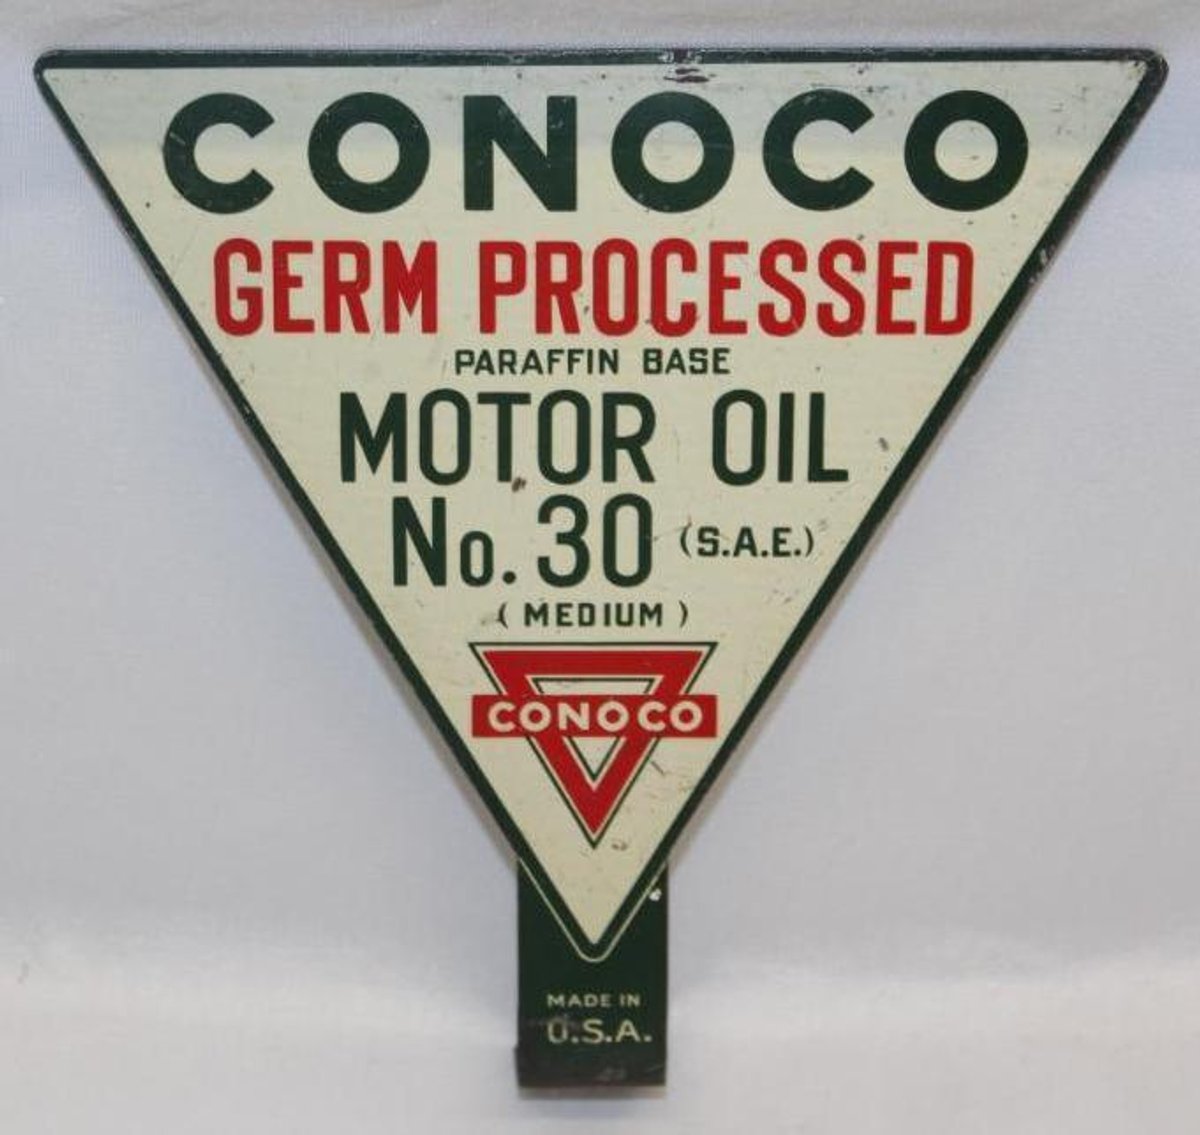 CONOCO
GERM PROCESSED
PARAFFIN BASE
MOTOR OIL
No. 30 (S.A.E.)
(MEDIUM)
CONOCO
MADE IN
U.S.A.